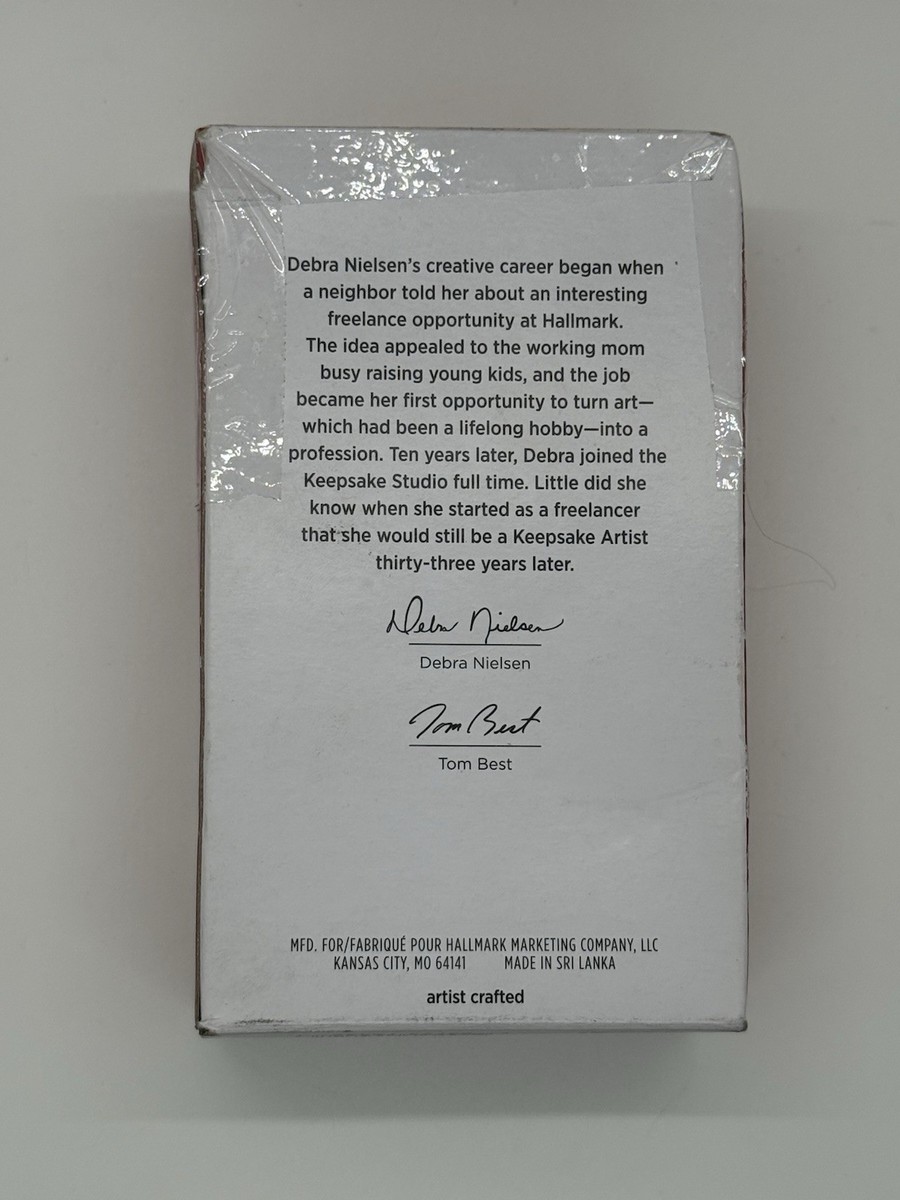 Debra Nielsen's creative career began when
a neighbor told her about an interesting
freelance opportunity at Hallmark.
The idea appealed to the working mom
busy raising young kids, and the job
became her first opportunity to turn art—
which had been a lifelong hobby—into a
profession. Ten years later, Debra joined the
Keepsake Studio full time. Little did she
know when she started as a freelancer
that she would still be a Keepsake Artist
thirty-three years later.
Debra Nielsen
Debra Nielsen
Tom Best
Tom Best
MFD. FOR/FABRIQUÉ POUR HALLMARK MARKETING COMPANY, LLC
KANSAS CITY, MO 64141 MADE IN SRI LANKA
artist crafted